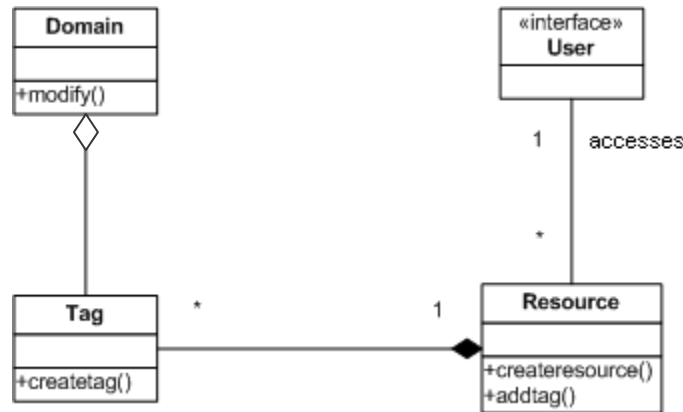 Domain
+modify()
«interface»
User
1
accesses
*
Tag
+createtag()
*
1
Resource
+createresource()
+addtag()